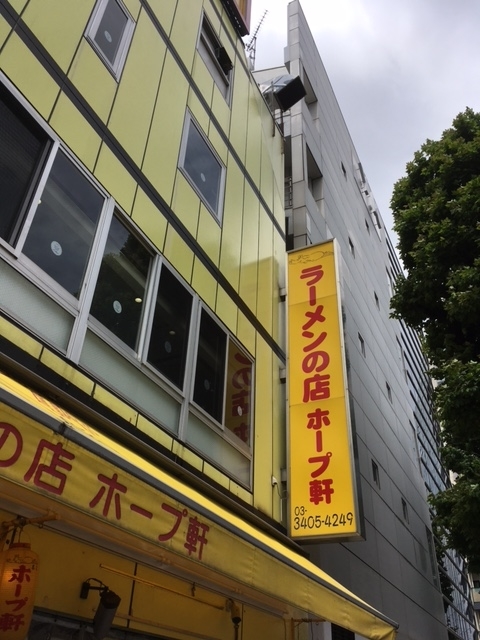 ラーメンの店 ホープ軒
03-
3405-4249
の店 ホープ軒
ホープ軒